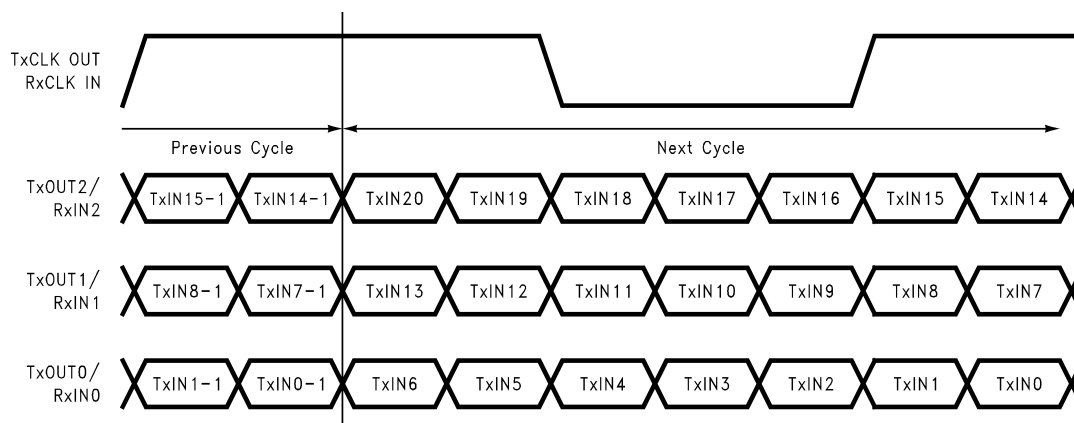 TxCLK OUT
RxCLK IN
Previous Cycle Next Cycle
TxOUT2/
RxIN2
TxIN15-1 TxIN14-1 TxIN20 TxIN19 TxIN18 TxIN17 TxIN16 TxIN15 TxIN14
TxOUT1/
RxIN1
TxIN8-1 TxIN7-1 TxIN13 TxIN12 TxIN11 TxIN10 TxIN9 TxIN8 TxIN7
TxOUT0/
RxIN0
TxIN1-1 TxIN0-1 TxIN6 TxIN5 TxIN4 TxIN3 TxIN2 TxIN1 TxIN0